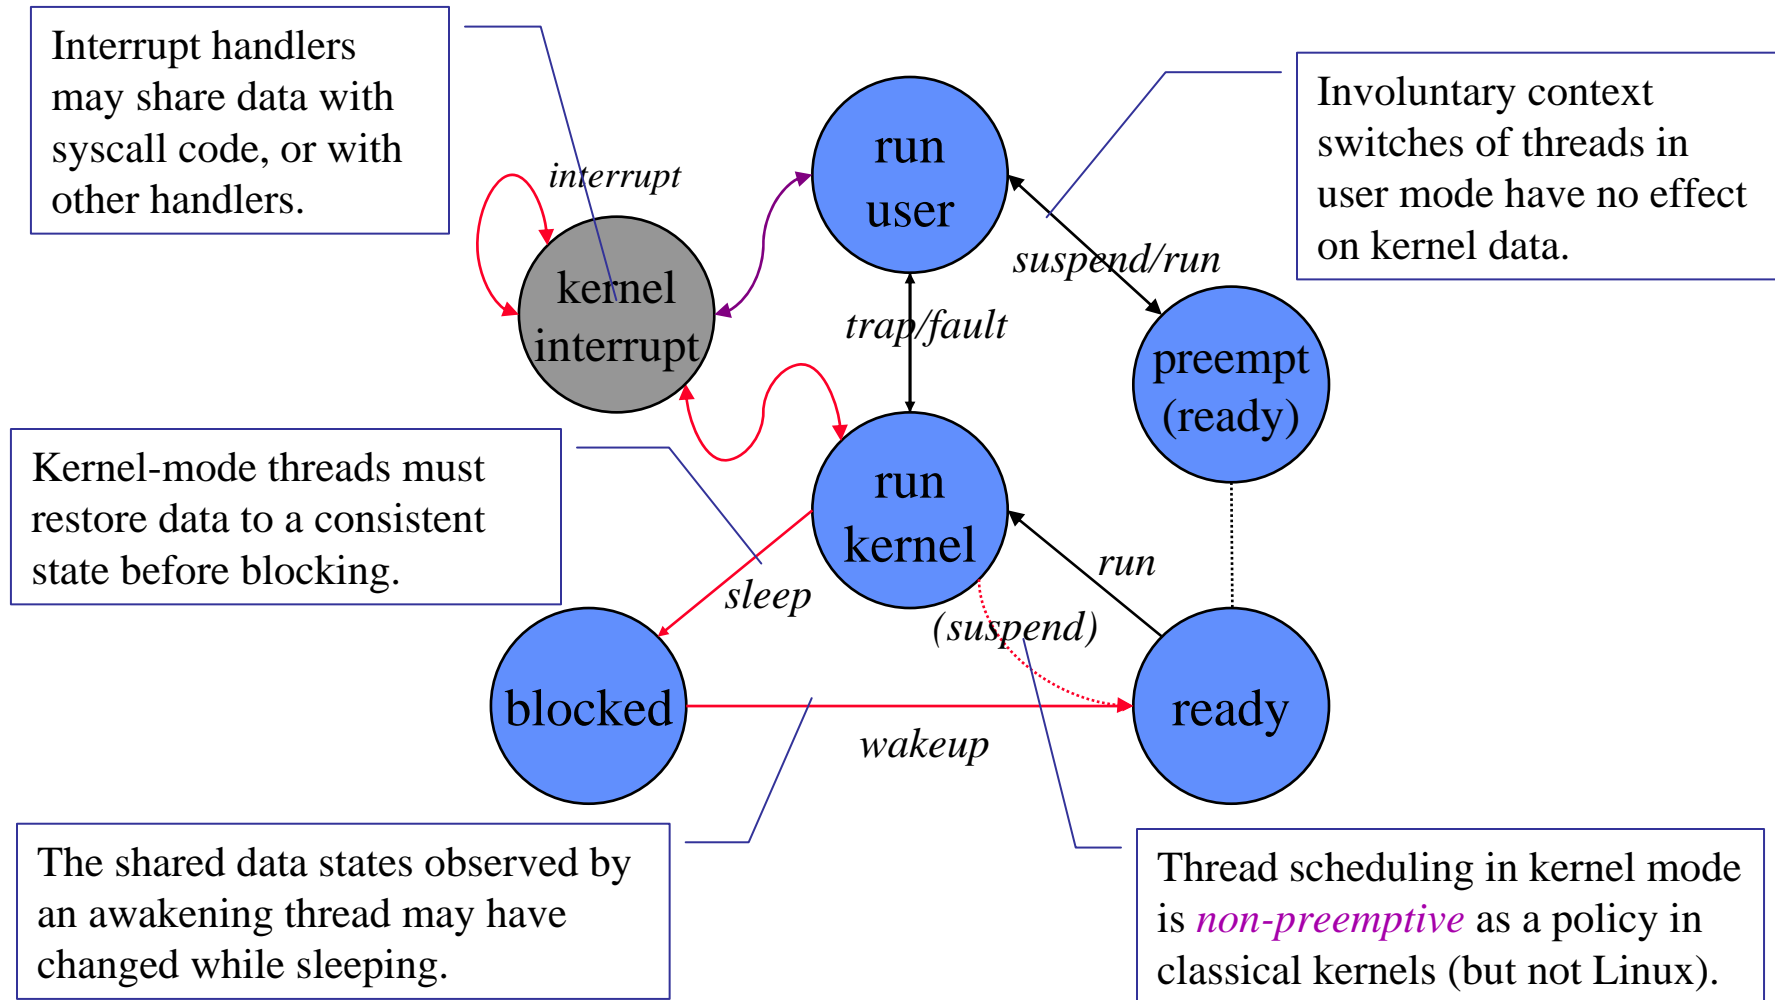 Interrupt handlers
may share data with
syscall code, or with
other handlers.
interrupt
kernel
interrupt
run
user
Involuntary context
switches of threads in
user mode have no effect
on kernel data.
suspend/run
trap/fault
preempt
(ready)
Kernel-mode threads must
restore data to a consistent
state before blocking.
run
kernel
run
sleep
(suspend)
blocked
ready
wakeup
The shared data states observed by
an awakening thread may have
changed while sleeping.
Thread scheduling in kernel mode
is non-preemptive as a policy in
classical kernels (but not Linux).